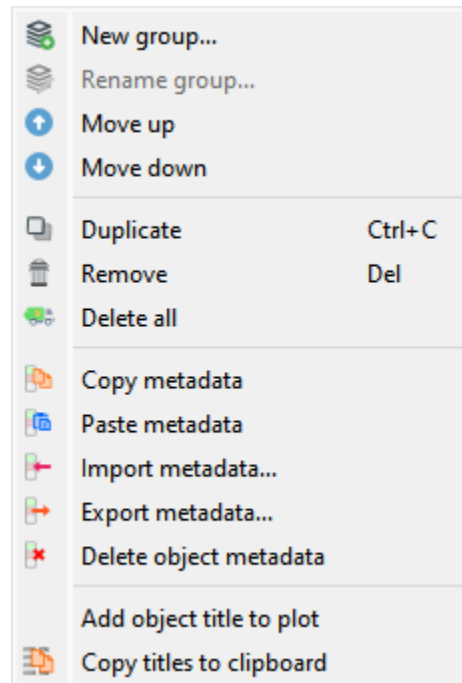 New group...
Rename group...
Move up
Move down
Duplicate Ctrl+C
Remove Del
Delete all
Copy metadata
Paste metadata
Import metadata...
Export metadata...
Delete object metadata
Add object title to plot
Copy titles to clipboard